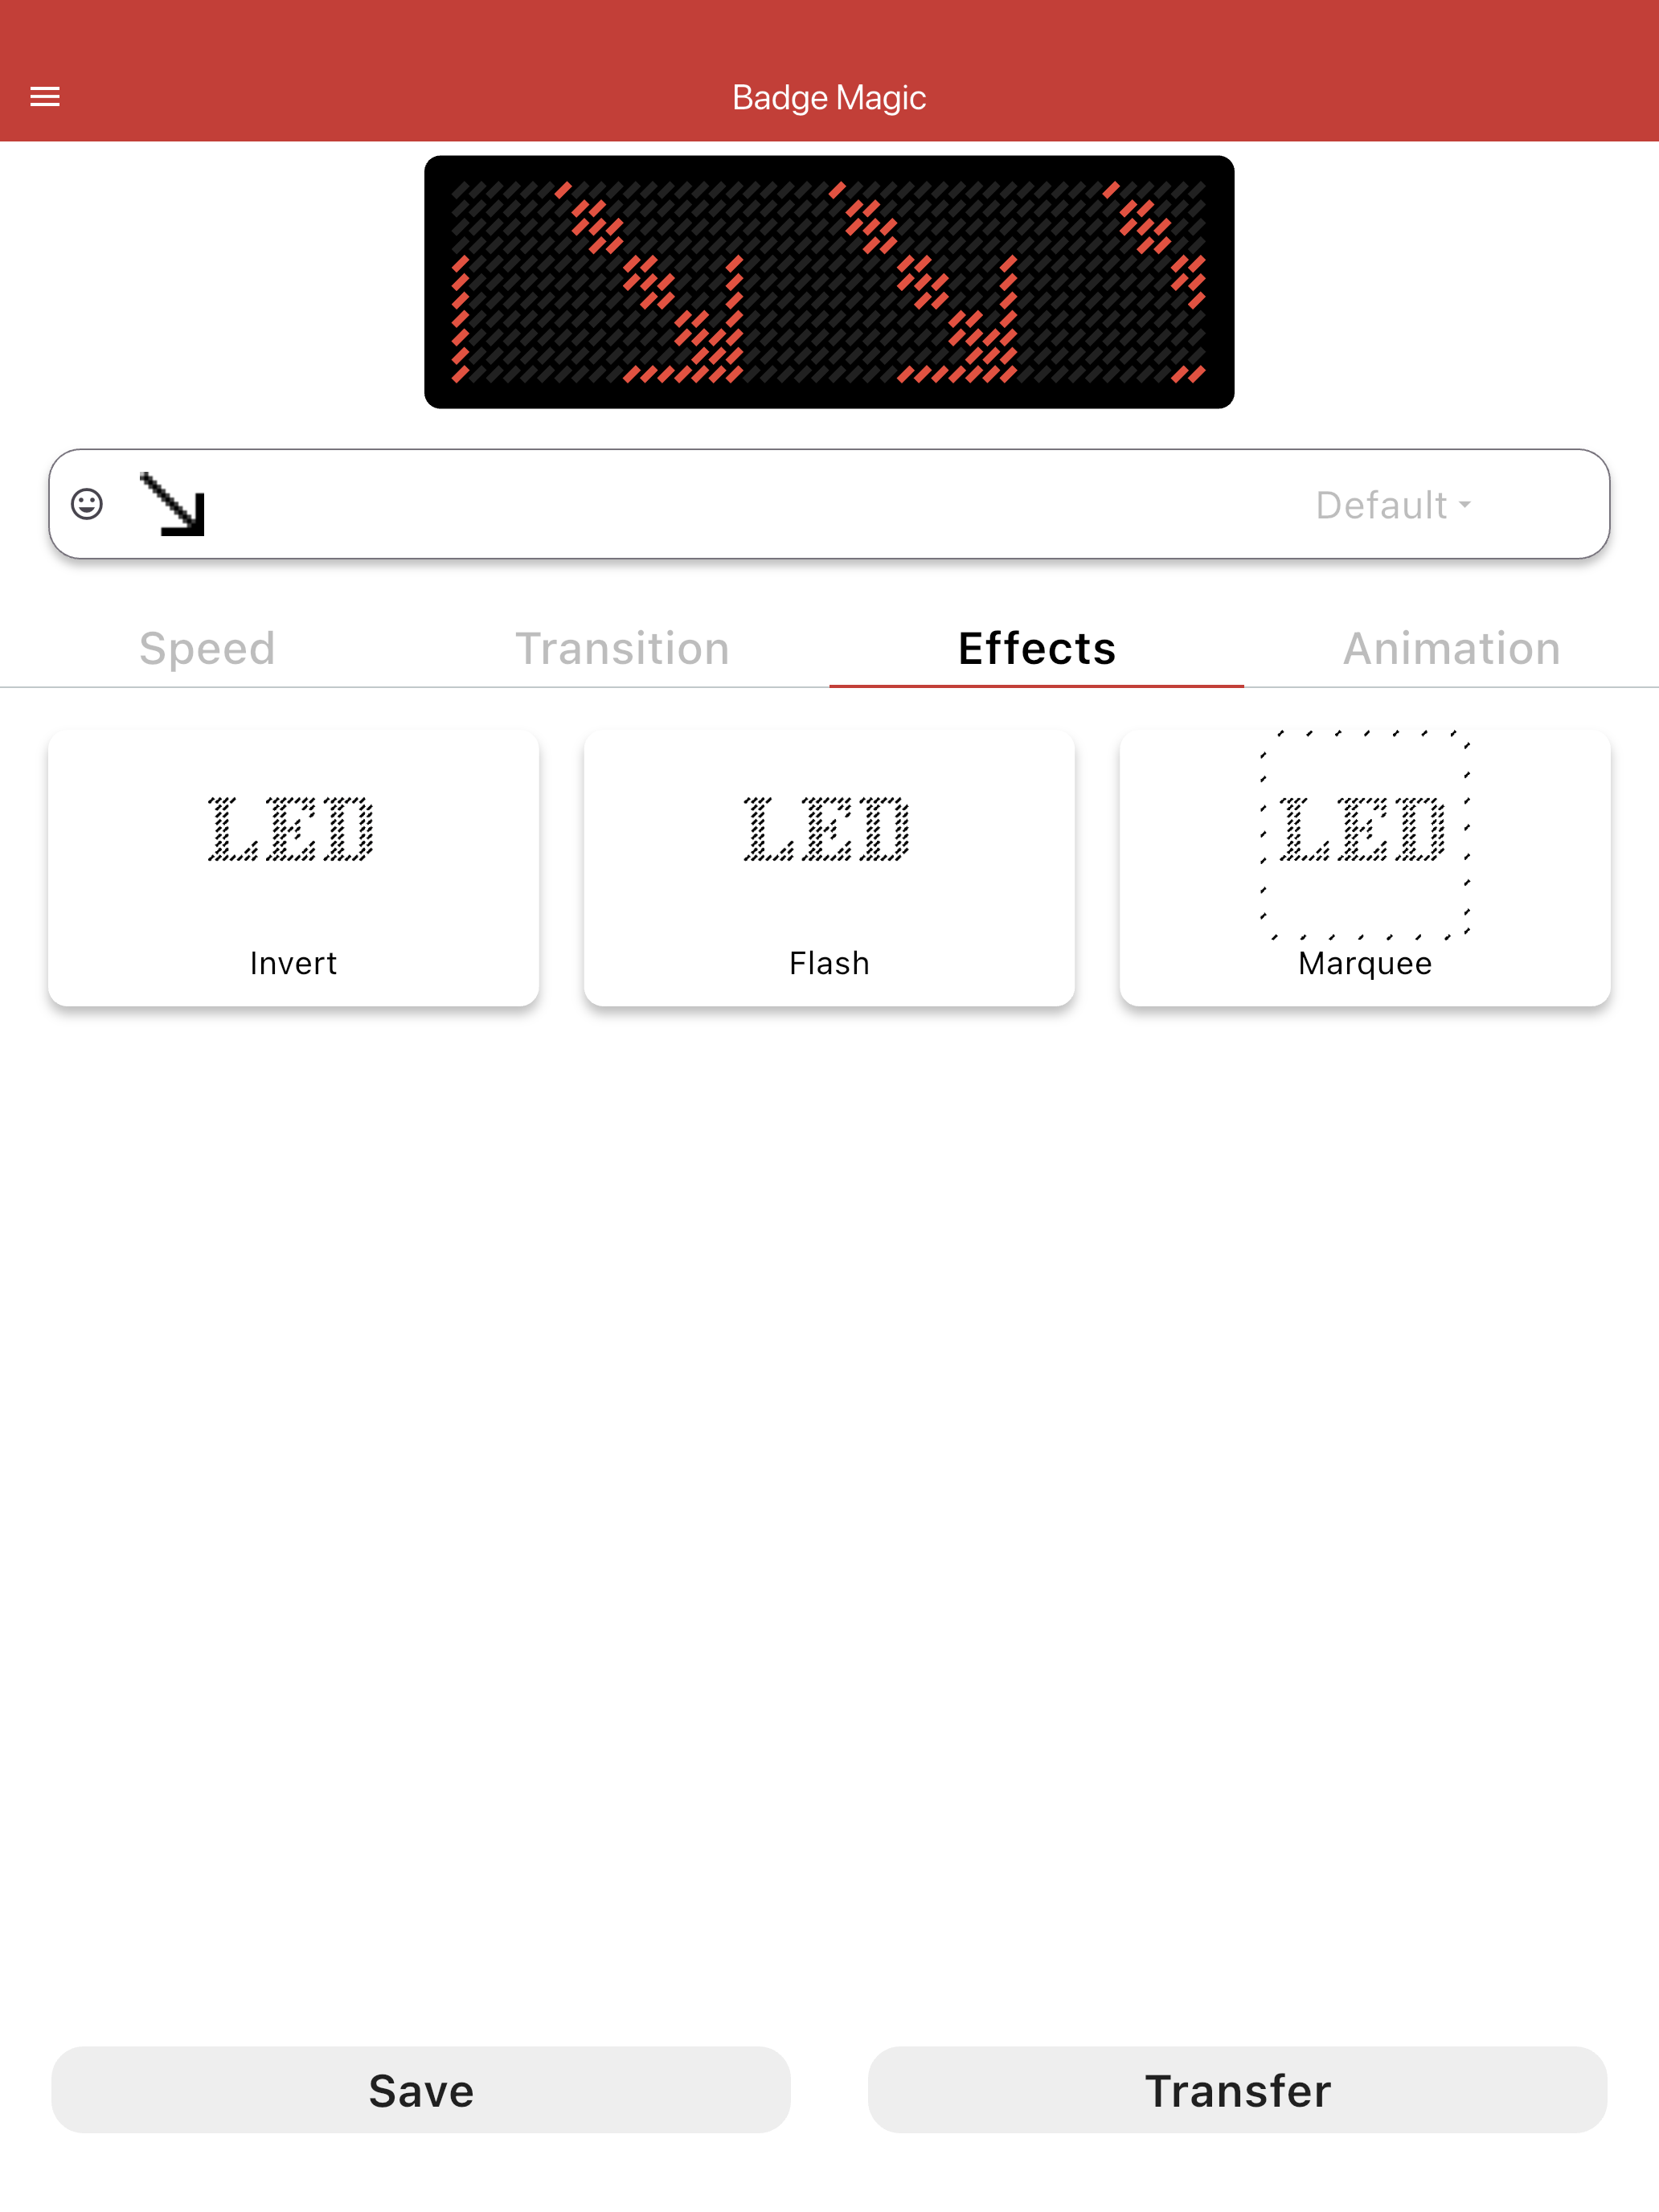 Badge Magic
Default
Speed Transition Effects Animation
LED LED LED
Invert Flash Marquee
Save Transfer